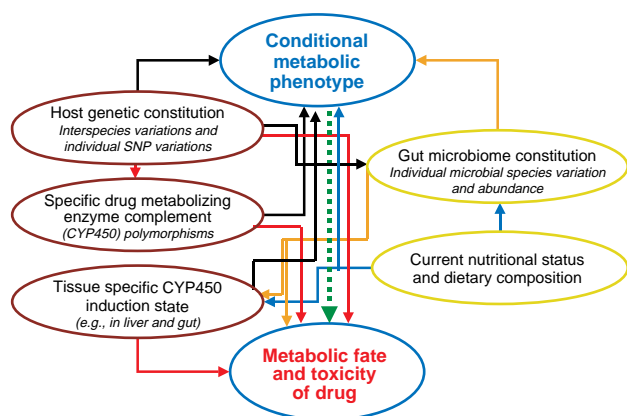 Conditional
metabolic
phenotype
Host genetic constitution
Interspecies variations and
individual SNP variations
Gut microbiome constitution
Individual microbial species variation
and abundance
Specific drug metabolizing
enzyme complement
(CYP450) polymorphisms
Current nutritional status
and dietary composition
Tissue specific CYP450
induction state
(e.g., in liver and gut)
Metabolic fate
and toxicity
of drug